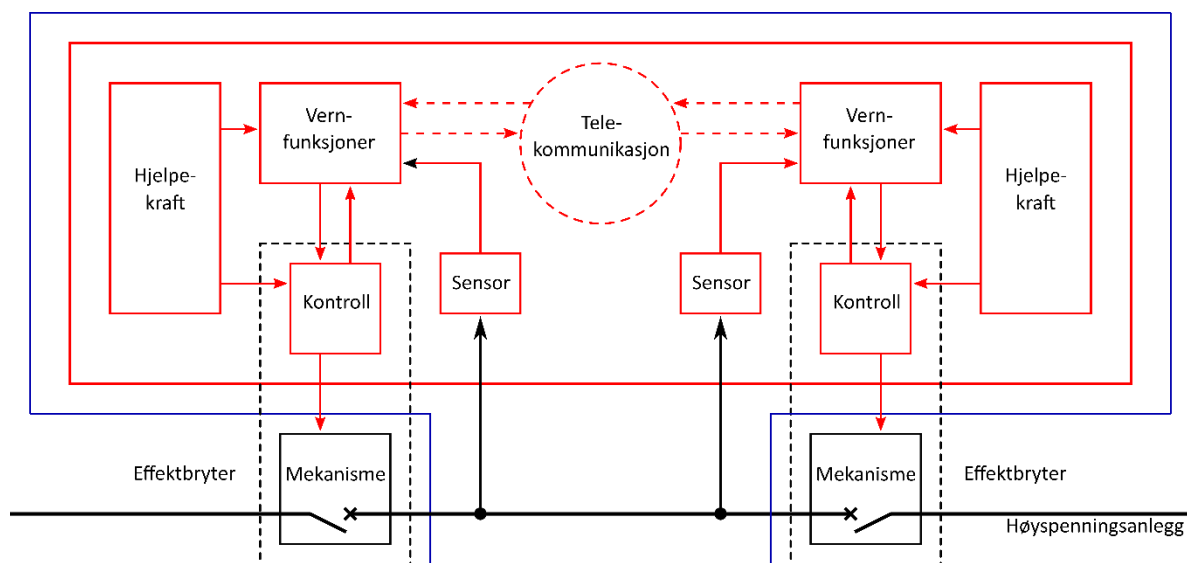 Hjelpe-
kraft
Vern-
funksjoner
Tele-
kommunikasjon
Vern-
funksjoner
Hjelpe-
kraft
Kontroll
Sensor
Sensor
Kontroll
Effektbryter
Mekanisme
Mekanisme
Effektbryter
Høyspenningsanlegg